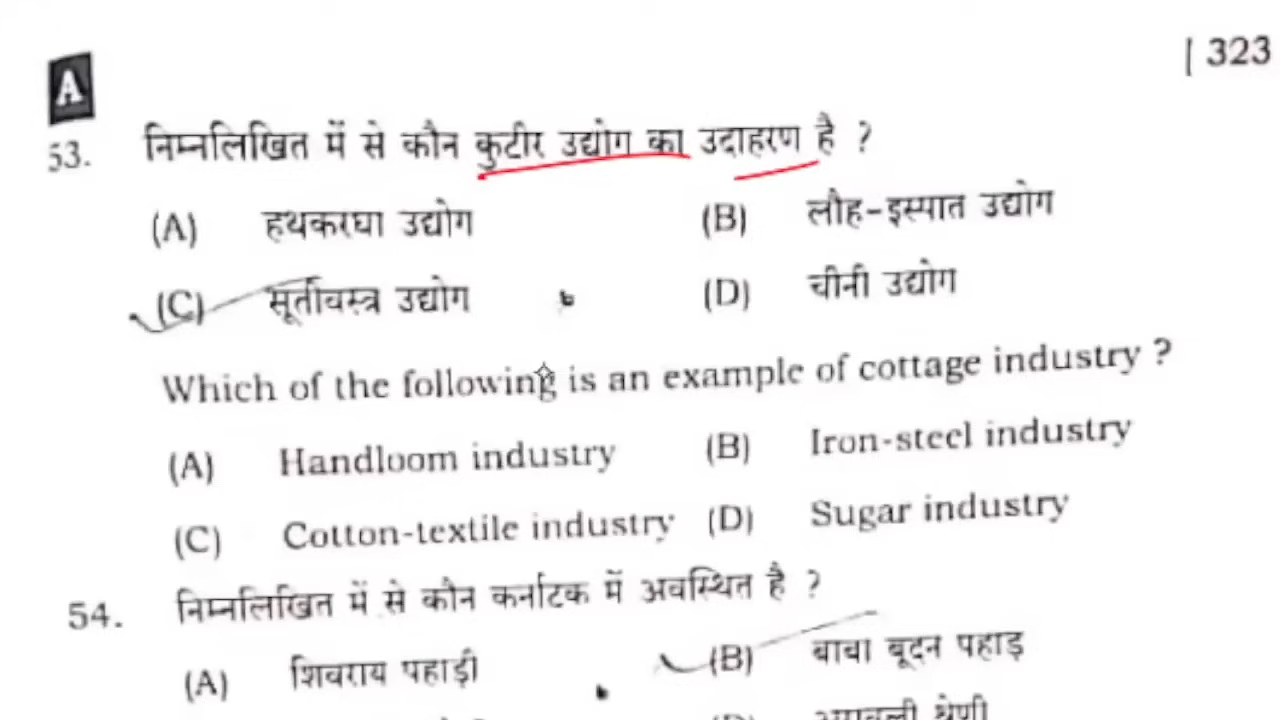 A
| 323
53. निम्नलिखित में से कौन कुटीर उद्योग का उदाहरण है ?
(A) हथकरघा उद्योग (B) लौह-इस्पात उद्योग
(C) सूतीवस्त्र उद्योग (D) चीनी उद्योग
Which of the following is an example of cottage industry ?
(A) Handloom industry (B) Iron-steel industry
(C) Cotton-textile industry (D) Sugar industry
54. निम्नलिखित में से कौन कर्नाटक में अवस्थित है ?
(A) शिवराय पहाड़ी (B) बाबा बूदन पहाड़
(D) अरावली श्रेणी